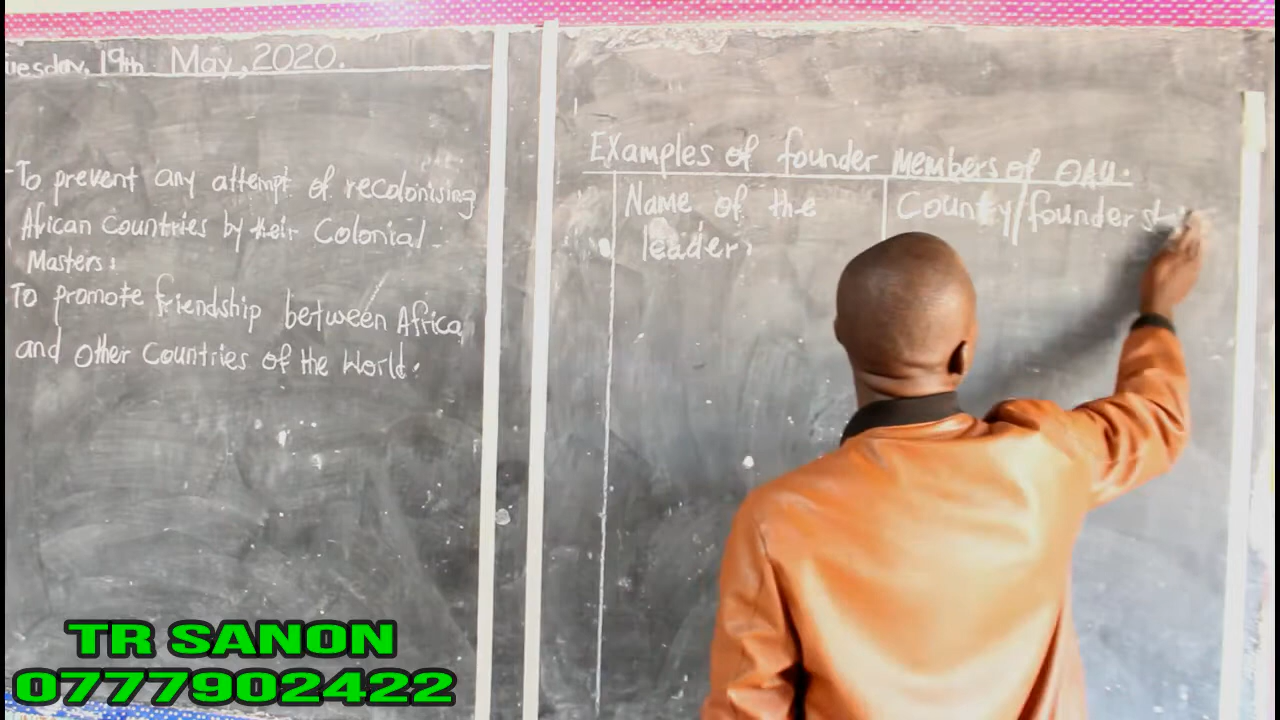 uesday, 19th May, 2020.
-To prevent any attempt of recolonising
African Countries by their Colonial
Masters.
To promote friendship between Africa
and Other Countries of the World.
Examples of founder Members of OAU.
Name of the
leader.
County/founder st
TR SANON
0777902422